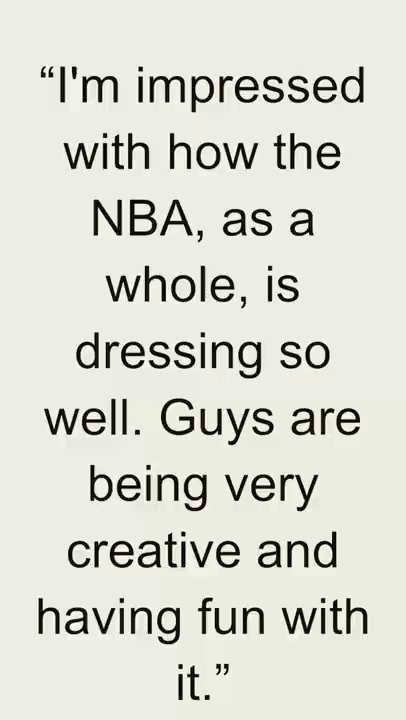 “I'm impressed
with how the
NBA, as a
whole, is
dressing so
well. Guys are
being very
creative and
having fun with
it.”